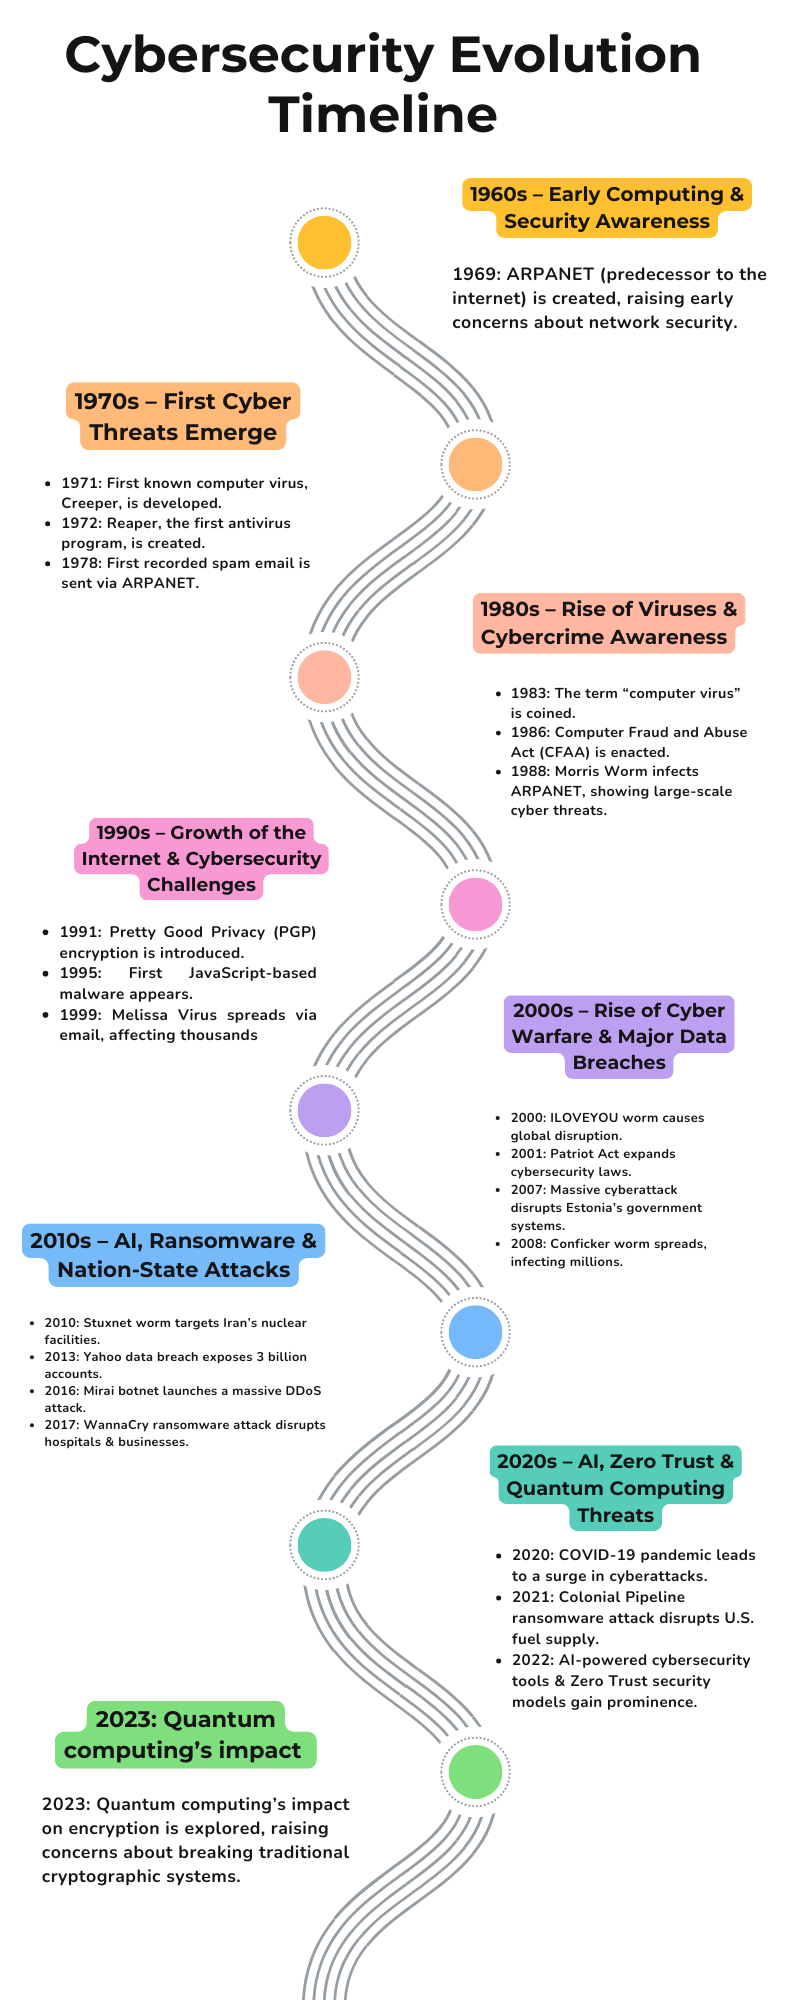 Cybersecurity Evolution
Timeline
1960s – Early Computing &
Security Awareness
1969: ARPANET (predecessor to the
internet) is created, raising early
concerns about network security.
1970s – First Cyber
Threats Emerge
• 1971: First known computer virus,
Creeper, is developed.
• 1972: Reaper, the first antivirus
program, is created.
• 1978: First recorded spam email is
sent via ARPANET.
1980s – Rise of Viruses &
Cybercrime Awareness
• 1983: The term “computer virus”
is coined.
• 1986: Computer Fraud and Abuse
Act (CFAA) is enacted.
• 1988: Morris Worm infects
ARPANET, showing large-scale
cyber threats.
1990s – Growth of the
Internet & Cybersecurity
Challenges
• 1991: Pretty Good Privacy (PGP)
encryption is introduced.
• 1995: First JavaScript-based
malware appears.
• 1999: Melissa Virus spreads via
email, affecting thousands
2000s – Rise of Cyber
Warfare & Major Data
Breaches
• 2000: ILOVEYOU worm causes
global disruption.
• 2001: Patriot Act expands
cybersecurity laws.
• 2007: Massive cyberattack
disrupts Estonia’s government
systems.
• 2008: Conficker worm spreads,
infecting millions.
2010s – AI, Ransomware &
Nation-State Attacks
• 2010: Stuxnet worm targets Iran’s nuclear
facilities.
• 2013: Yahoo data breach exposes 3 billion
accounts.
• 2016: Mirai botnet launches a massive DDoS
attack.
• 2017: WannaCry ransomware attack disrupts
hospitals & businesses.
2020s – AI, Zero Trust &
Quantum Computing
Threats
• 2020: COVID-19 pandemic leads
to a surge in cyberattacks.
• 2021: Colonial Pipeline
ransomware attack disrupts U.S.
fuel supply.
• 2022: AI-powered cybersecurity
tools & Zero Trust security
models gain prominence.
2023: Quantum
computing’s impact
2023: Quantum computing’s impact
on encryption is explored, raising
concerns about breaking traditional
cryptographic systems.